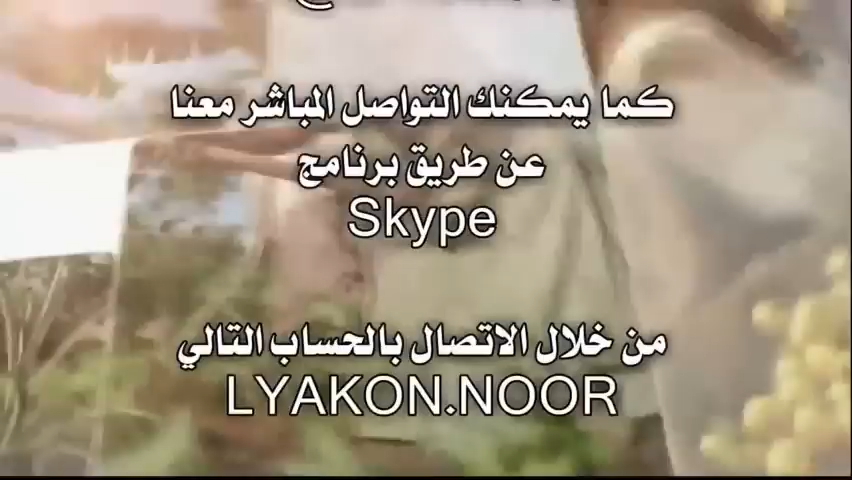 كما يمكنك التواصل المباشر معنا
عن طريق برنامج
Skype
من خلال الاتصال بالحساب التالي
LYAKON.NOOR